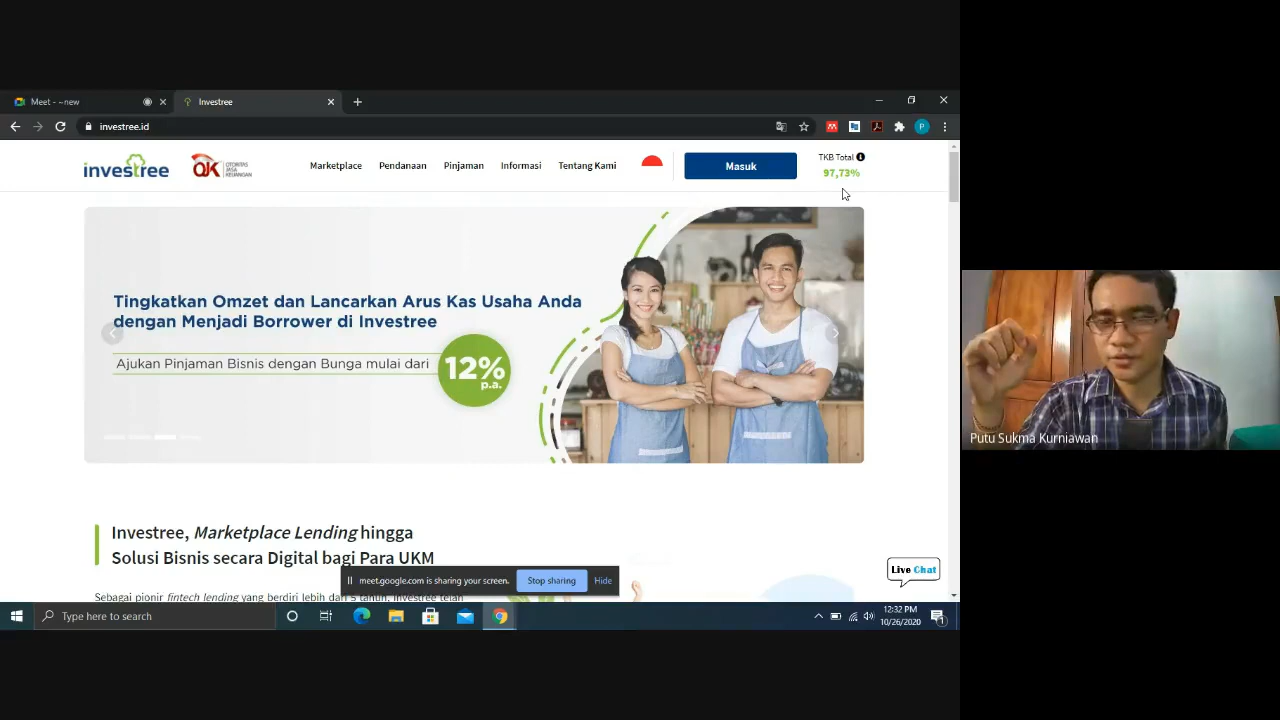 Meet - ~new
Investree
investree.id
investree
OJK OTORITAS JASA KEUANGAN
Marketplace
Pendanaan
Pinjaman
Informasi
Tentang Kami
Masuk
TKB Total
97,73%
Tingkatkan Omzet dan Lancarkan Arus Kas Usaha Anda
dengan Menjadi Borrower di Investree
Ajukan Pinjaman Bisnis dengan Bunga mulai dari
12%
p.a.
Putu Sukma Kurniawan
Investree, Marketplace Lending hingga
Solusi Bisnis secara Digital bagi Para UKM
Live Chat
meet.google.com is sharing your screen.
Stop sharing
Hide
Sebagai pionir fintech lending yang berdiri lebih dari 5 tahun, Investree telah
Type here to search
12:32 PM
10/26/2020